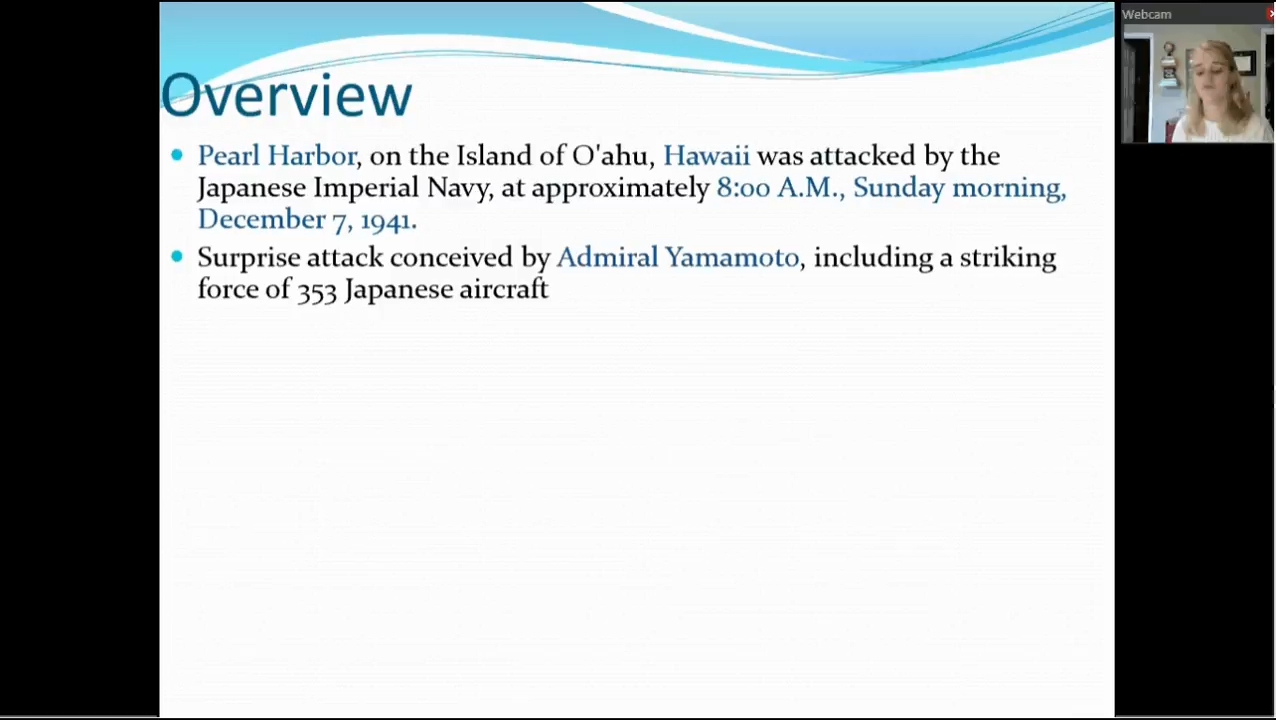 Webcam
Overview
Pearl Harbor, on the Island of O'ahu, Hawaii was attacked by the
Japanese Imperial Navy, at approximately 8:00 A.M., Sunday morning,
December 7, 1941.
Surprise attack conceived by Admiral Yamamoto, including a striking
force of 353 Japanese aircraft